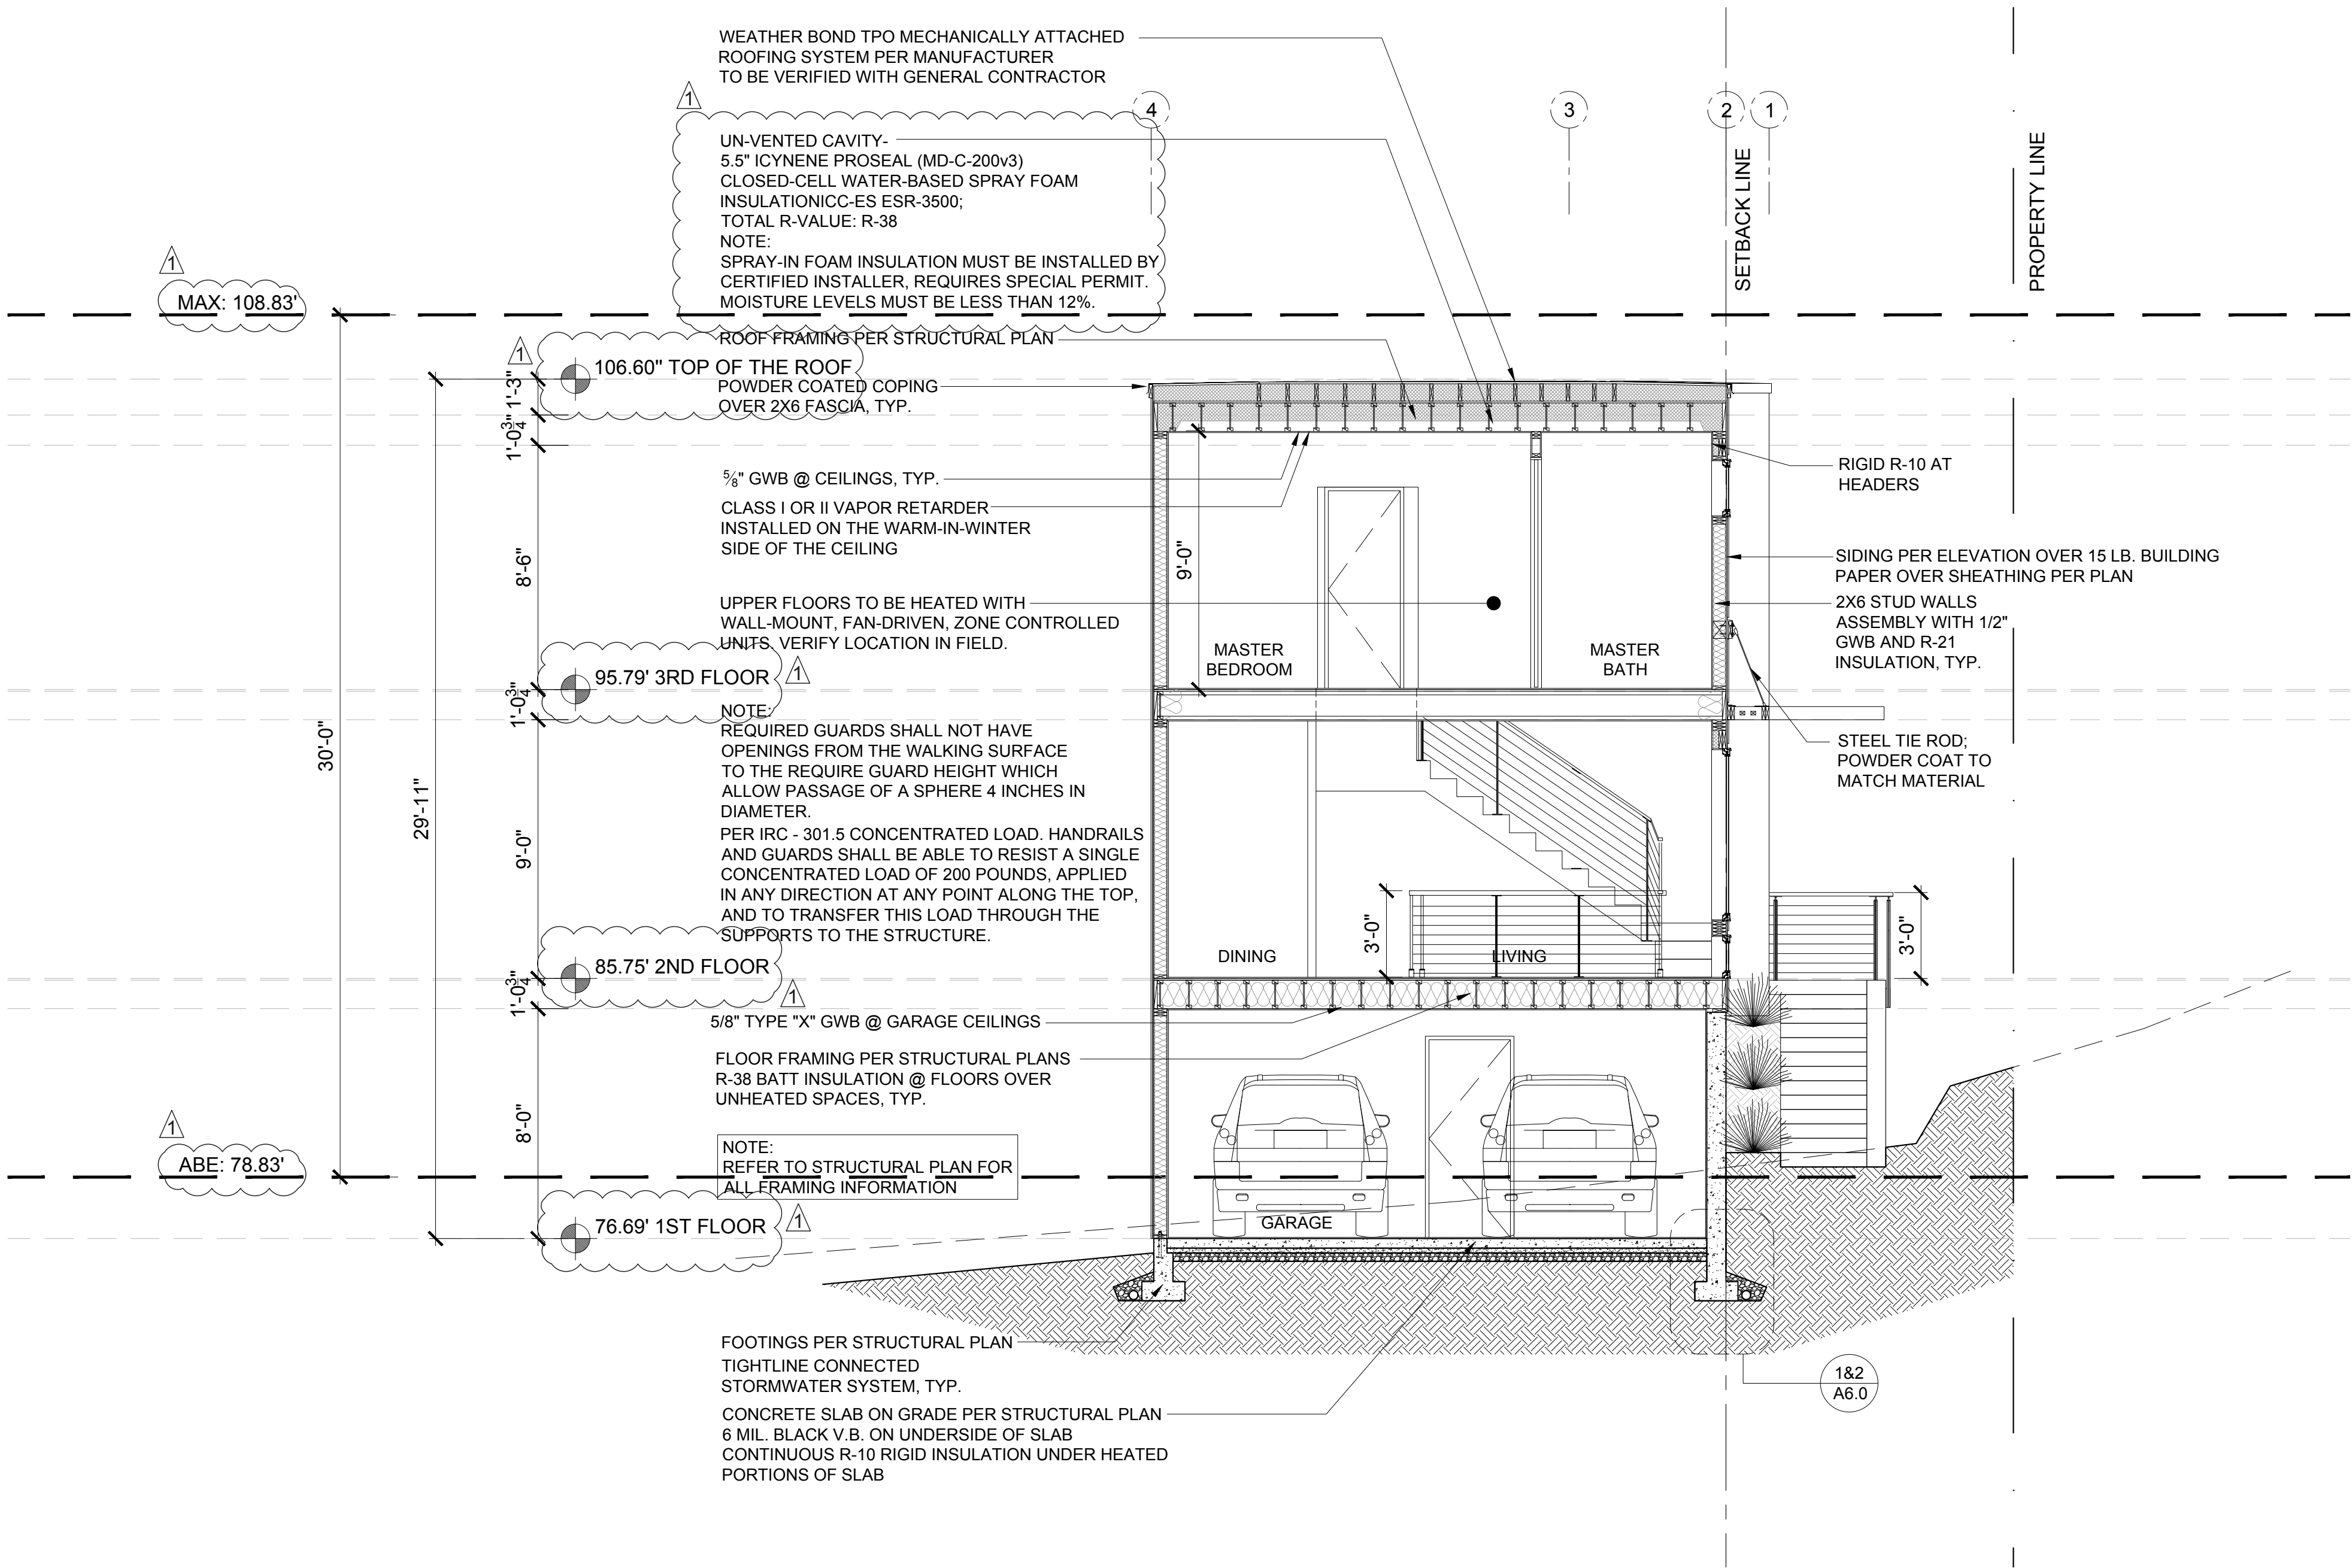 WEATHER BOND TPO MECHANICALLY ATTACHED
ROOFING SYSTEM PER MANUFACTURER
TO BE VERIFIED WITH GENERAL CONTRACTOR
1
4
3
2
1
UN-VENTED CAVITY-
5.5" ICYNENE PROSEAL (MD-C-200v3)
CLOSED-CELL WATER-BASED SPRAY FOAM
INSULATIONICC-ES ESR-3500;
TOTAL R-VALUE: R-38
NOTE:
SPRAY-IN FOAM INSULATION MUST BE INSTALLED BY
CERTIFIED INSTALLER, REQUIRES SPECIAL PERMIT.
MOISTURE LEVELS MUST BE LESS THAN 12%.
SETBACK LINE
PROPERTY LINE
1
MAX: 108.83'
ROOF FRAMING PER STRUCTURAL PLAN
1
106.60" TOP OF THE ROOF
POWDER COATED COPING
OVER 2X6 FASCIA, TYP.
1'-3"
1'-0 3/4"
⅝" GWB @ CEILINGS, TYP.
CLASS I OR II VAPOR RETARDER
INSTALLED ON THE WARM-IN-WINTER
SIDE OF THE CEILING
RIGID R-10 AT
HEADERS
8'-6"
9'-0"
SIDING PER ELEVATION OVER 15 LB. BUILDING
PAPER OVER SHEATHING PER PLAN
2X6 STUD WALLS
ASSEMBLY WITH 1/2"
GWB AND R-21
INSULATION, TYP.
UPPER FLOORS TO BE HEATED WITH
WALL-MOUNT, FAN-DRIVEN, ZONE CONTROLLED
UNITS. VERIFY LOCATION IN FIELD.
MASTER
BEDROOM
MASTER
BATH
95.79' 3RD FLOOR
1
1'-0 3/4"
30'-0"
29'-11"
NOTE:
REQUIRED GUARDS SHALL NOT HAVE
OPENINGS FROM THE WALKING SURFACE
TO THE REQUIRE GUARD HEIGHT WHICH
ALLOW PASSAGE OF A SPHERE 4 INCHES IN
DIAMETER.
PER IRC - 301.5 CONCENTRATED LOAD. HANDRAILS
AND GUARDS SHALL BE ABLE TO RESIST A SINGLE
CONCENTRATED LOAD OF 200 POUNDS, APPLIED
IN ANY DIRECTION AT ANY POINT ALONG THE TOP,
AND TO TRANSFER THIS LOAD THROUGH THE
SUPPORTS TO THE STRUCTURE.
STEEL TIE ROD;
POWDER COAT TO
MATCH MATERIAL
9'-0"
3'-0"
3'-0"
DINING
LIVING
85.75' 2ND FLOOR
1
1'-0 3/4"
5/8" TYPE "X" GWB @ GARAGE CEILINGS
FLOOR FRAMING PER STRUCTURAL PLANS
R-38 BATT INSULATION @ FLOORS OVER
UNHEATED SPACES, TYP.
8'-0"
1
ABE: 78.83'
NOTE:
REFER TO STRUCTURAL PLAN FOR
ALL FRAMING INFORMATION
76.69' 1ST FLOOR
1
GARAGE
FOOTINGS PER STRUCTURAL PLAN
TIGHTLINE CONNECTED
STORMWATER SYSTEM, TYP.
CONCRETE SLAB ON GRADE PER STRUCTURAL PLAN
6 MIL. BLACK V.B. ON UNDERSIDE OF SLAB
CONTINUOUS R-10 RIGID INSULATION UNDER HEATED
PORTIONS OF SLAB
1&2
A6.0